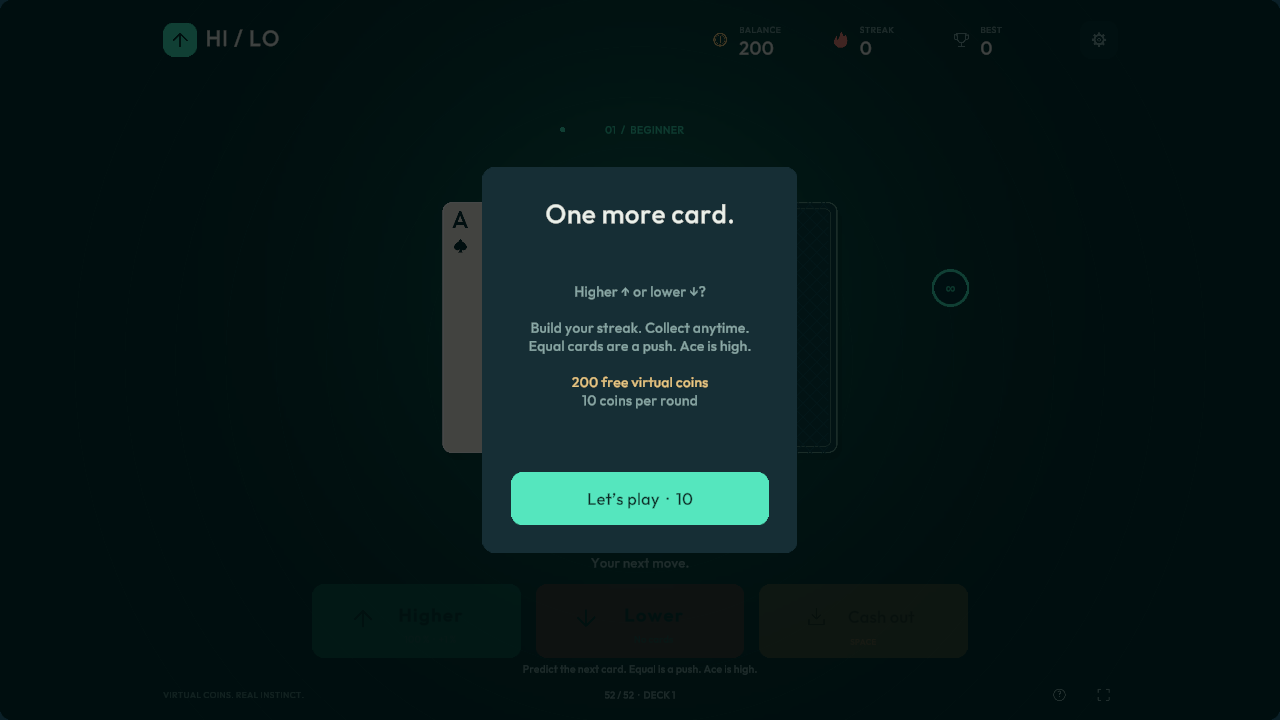 HI / LO
BALANCE
200
STREAK
0
BEST
0
01 / BEGINNER
A
One more card.
Higher ↑ or lower ↓?
Build your streak. Collect anytime.
Equal cards are a push. Ace is high.
200 free virtual coins
10 coins per round
∞
Let's play · 10
Your next move.
Higher
Lower
Cash out
Predict the next card. Equal is a push. Ace is high.
VIRTUAL COINS. REAL INSTINCT.
52 / 52 · DECK 1